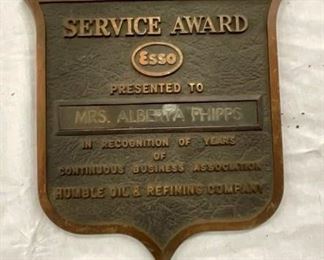 SERVICE AWARD
Esso
PRESENTED TO
MRS. ALBERTA PHIPPS
IN RECOGNITION OF YEARS
OF
CONTINUOUS BUSINESS ASSOCIATION
HUMBLE OIL & REFINING COMPANY